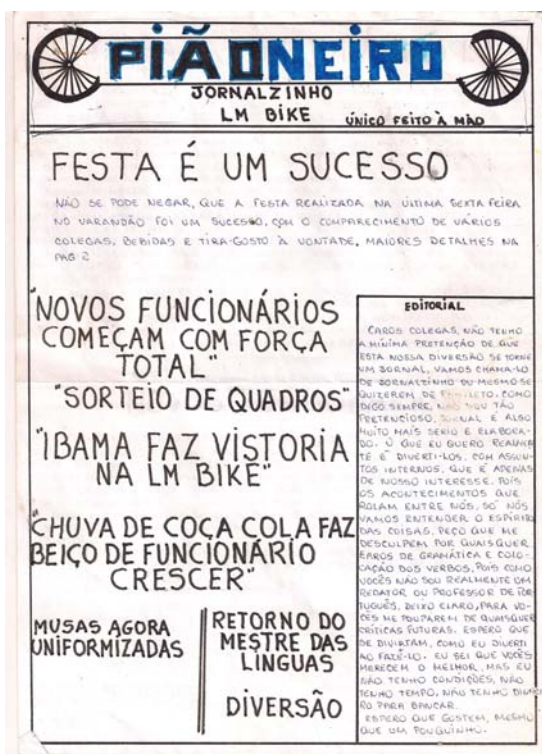 PIÃONEIRO
JORNALZINHO
LM BIKE
ÚNICO FEITO À MÃO
FESTA É UM SUCESSO
NÃO SE PODE NEGAR, QUE A FESTA REALIZADA NA ÚLTIMA SEXTA FEIRA
NO VARANDÃO FOI UM SUCESSO, COM O COMPARECIMENTO DE VÁRIOS
COLEGAS, BEBIDAS E TIRA-GOSTO À VONTADE, MAIORES DETALHES NA
PAG 2
"NOVOS FUNCIONÁRIOS
COMEÇAM COM FORÇA
TOTAL"
"SORTEIO DE QUADROS"
"IBAMA FAZ VISTORIA
NA LM BIKE"
"CHUVA DE COCA COLA FAZ
BEIÇO DE FUNCIONÁRIO
CRESCER"
MUSAS AGORA
UNIFORMIZADAS
RETORNO DO
MESTRE DAS
LÍNGUAS
DIVERSÃO
EDITORIAL
CAROS COLEGAS, NÃO TENHO
A MÍNIMA PRETENÇÃO DE QUE
ESTA NOSSA DIVERSÃO SE TORNE
UM JORNAL, VAMOS CHAMA-LO
DE JORNALZINHO OU MESMO SE
QUIZEREM, DE PANFLETO. COMO
DIGO SEMPRE, NÃO SOU TÃO
PRETENCIOSO, JORNAL É ALGO
MUITO MAIS SÉRIO E ELABORA-
DO. O QUE EU QUERO REALMEN
TE É DIVERTI-LOS, COM ASSUN-
TOS INTERNOS, QUE É APENAS
DE NOSSO INTERESSE. POIS
OS ACONTECIMENTOS QUE
ROLAM ENTRE NÓS, SÓ NÓS
VAMOS ENTENDER O ESPÍRITO
DAS COISAS, PEÇO QUE ME
DESCULPEM POR QUAISQUER
EAROS DE GRAMÁTICA E COLO-
CAÇÃO DOS VERBOS, POIS COMO
VOCÊS NÃO SOU REALMENTE UM
REDATOR OU PROFESSOR DE POR
TUGUÊS, DEIXO CLARO, PARA VO-
CÊS ME POUPAREM DE QUAISQUER
CRÍTICAS FUTURAS. ESPERO QUE
SE DIVIRTAM, COMO EU DIVERTI
AO FAZÊ-LO. EU SEI QUE VOCÊS
MERECEM O MELHOR, MAS EU
NÃO TENHO CONDIÇÕES, NÃO
TENHO TEMPO, NÃO TENHO DINHEI
RO PARA BANCAR.
ESPERO QUE GOSTEM, MESMO
QUE UM POUQUINHO.